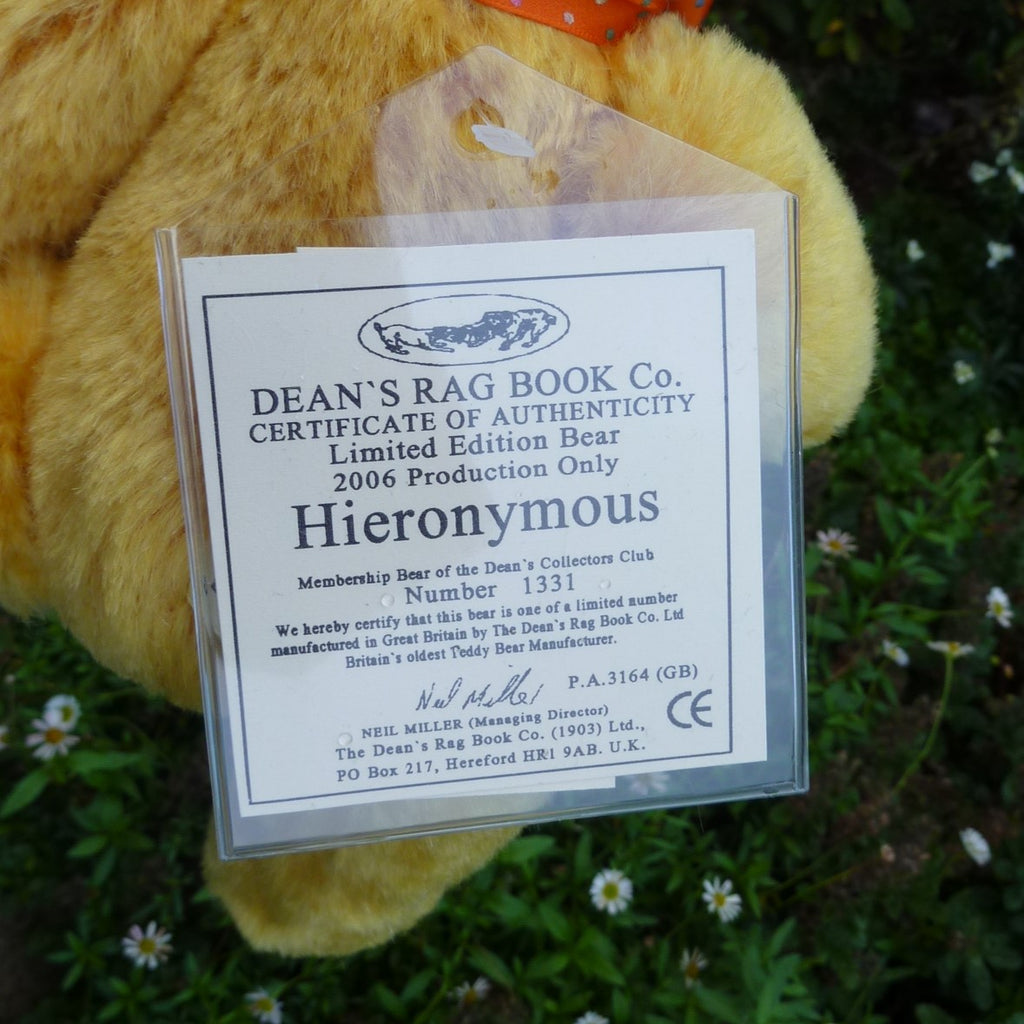 DEAN`S RAG BOOK Co.
CERTIFICATE OF AUTHENTICITY
Limited Edition Bear
2006 Production Only
Hieronymous
Membership Bear of the Dean`s Collectors Club
Number 1331
We hereby certify that this bear is one of a limited number
manufactured in Great Britain by The Dean`s Rag Book Co. Ltd
Britain`s oldest Teddy Bear Manufacturer.
Neil Miller
P.A.3164 (GB)
NEIL MILLER (Managing Director)
CE
The Dean`s Rag Book Co. (1903) Ltd.,
PO Box 217, Hereford HR1 9AB. U.K.